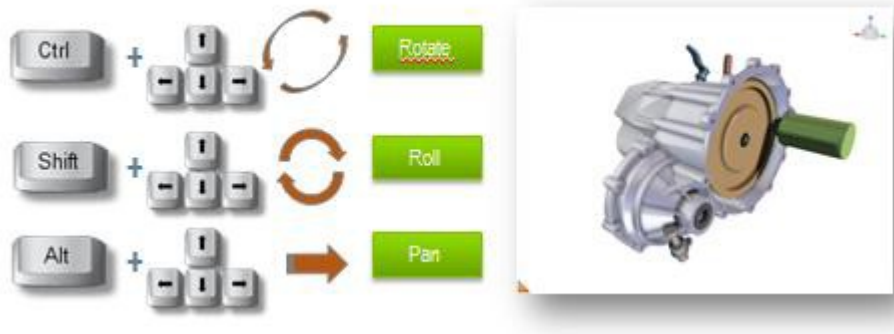 Ctrl + Rotate
Shift + Roll
Alt + Pan